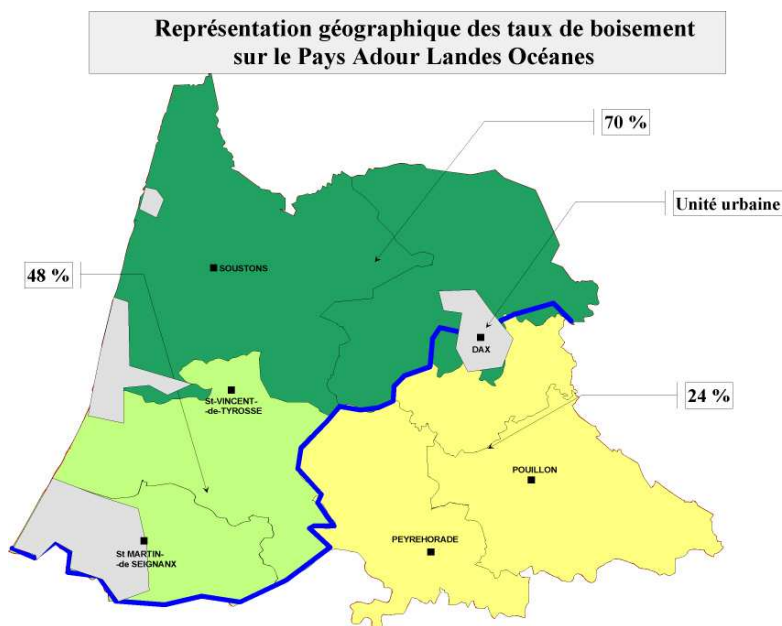 Représentation géographique des taux de boisement
sur le Pays Adour Landes Océanes
70 %
Unité urbaine
48 %
SOUSTONS
DAX
St-VINCENT-
-de-TYROSSE
24 %
POUILLON
St MARTIN-
-de SEIGNANX
PEYREHORADE